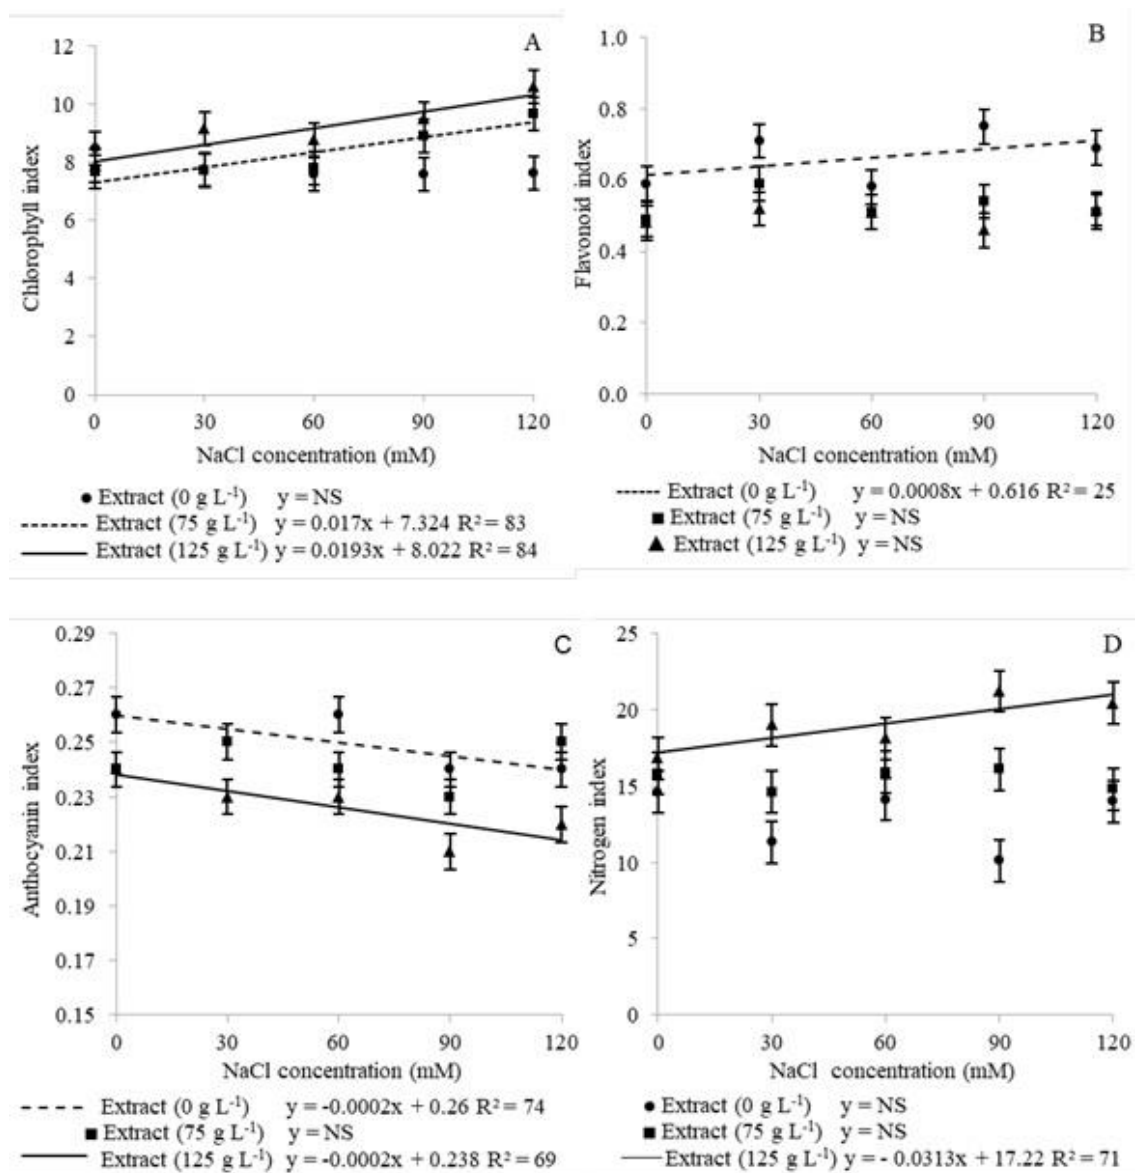 A
12
10
8
6
4
2
0
Chlorophyll index
0 30 60 90 120
NaCl concentration (mM)
● Extract (0 g L⁻¹) y = NS
Extract (75 g L⁻¹) y = 0.017x + 7.324 R² = 83
Extract (125 g L⁻¹) y = 0.0193x + 8.022 R² = 84
B
1.0
0.8
0.6
0.4
0.2
0.0
Flavonoid index
0 30 60 90 120
NaCl concentration (mM)
Extract (0 g L⁻¹) y = 0.0008x + 0.616 R² = 25
■ Extract (75 g L⁻¹) y = NS
▲ Extract (125 g L⁻¹) y = NS
C
0.29
0.27
0.25
0.23
0.21
0.19
0.17
0.15
Anthocyanin index
0 30 60 90 120
NaCl concentration (mM)
Extract (0 g L⁻¹) y = -0.0002x + 0.26 R² = 74
■ Extract (75 g L⁻¹) y = NS
Extract (125 g L⁻¹) y = -0.0002x + 0.238 R² = 69
D
25
20
15
10
5
0
Nitrogen index
0 30 60 90 120
NaCl concentration (mM)
● Extract (0 g L⁻¹) y = NS
■ Extract (75 g L⁻¹) y = NS
Extract (125 g L⁻¹) y = - 0.0313x + 17.22 R² = 71